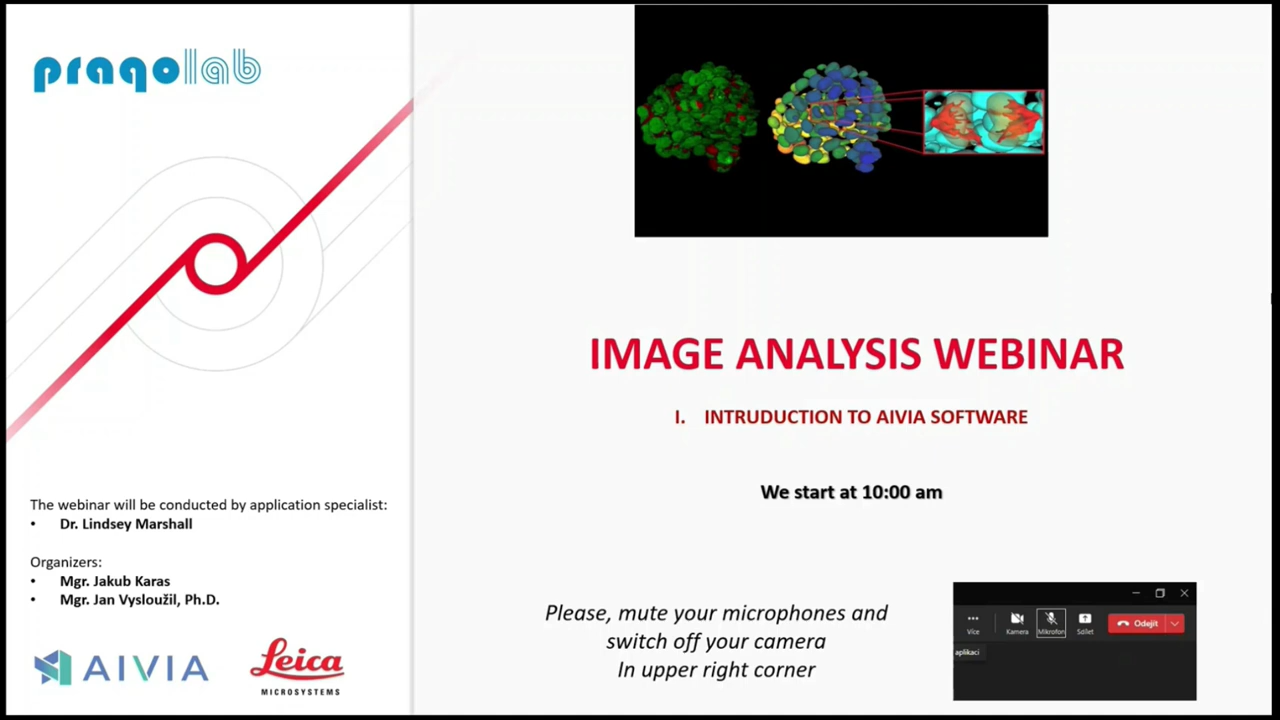 praqolab
IMAGE ANALYSIS WEBINAR
I. INTRUDUCTION TO AIVIA SOFTWARE
We start at 10:00 am
The webinar will be conducted by application specialist:
• Dr. Lindsey Marshall
Organizers:
• Mgr. Jakub Karas
• Mgr. Jan Vysloužil, Ph.D.
AIVIA
Leica
MICROSYSTEMS
Please, mute your microphones and
switch off your camera
In upper right corner
Více Kamera Mikrofon Sdílet Odejít
aplikaci